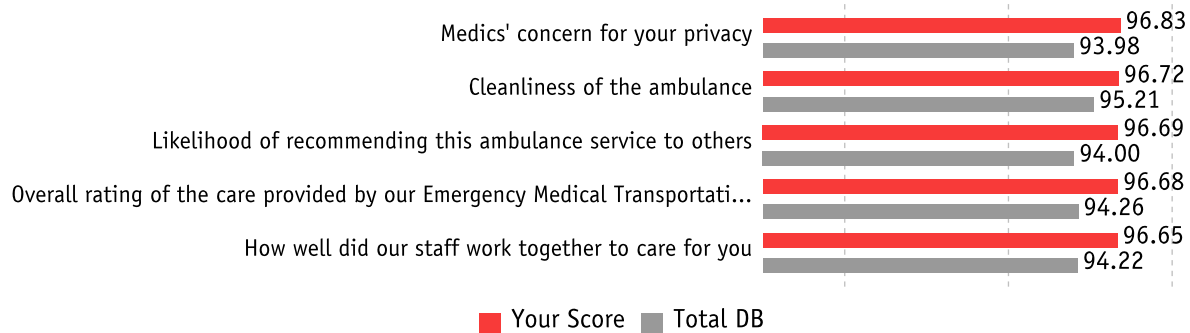 Medics' concern for your privacy 96.83
93.98
Cleanliness of the ambulance 96.72
95.21
Likelihood of recommending this ambulance service to others 96.69
94.00
Overall rating of the care provided by our Emergency Medical Transportati... 96.68
94.26
How well did our staff work together to care for you 96.65
94.22
Your Score Total DB